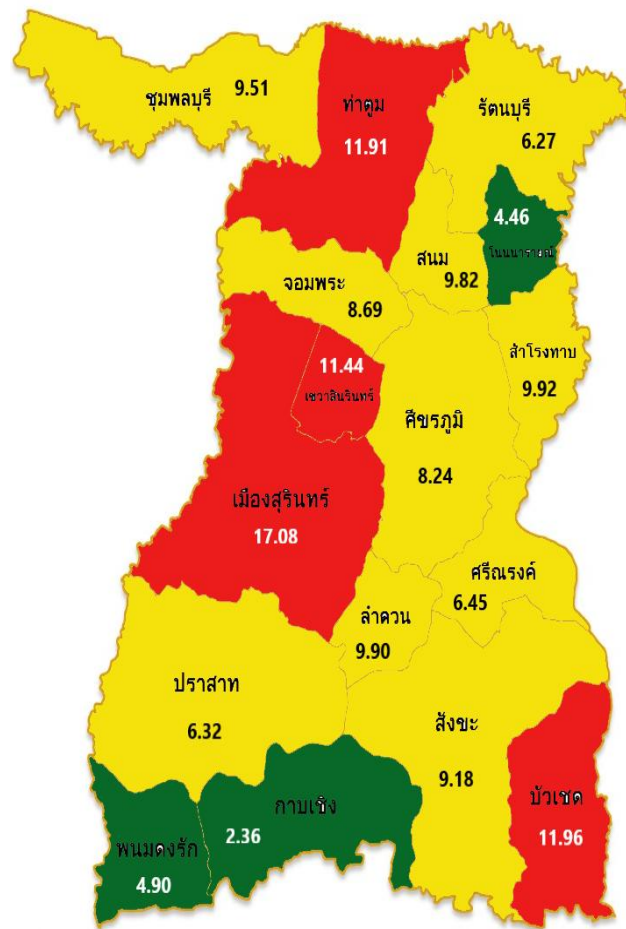 ชุมพลบุรี 9.51
ท่าตูม
11.91
รัตนบุรี
6.27
4.46
โนนนารายณ์
สนม
9.82
จอมพระ
8.69
สำโรงทาบ
9.92
11.44
เขวาสินรินทร์
ศีขรภูมิ
8.24
เมืองสุรินทร์
17.08
ศรีณรงค์
6.45
ลำดวน
9.90
ปราสาท
6.32
สังขะ
9.18
บัวเชด
11.96
กาบเชิง
2.36
พนมดงรัก
4.90